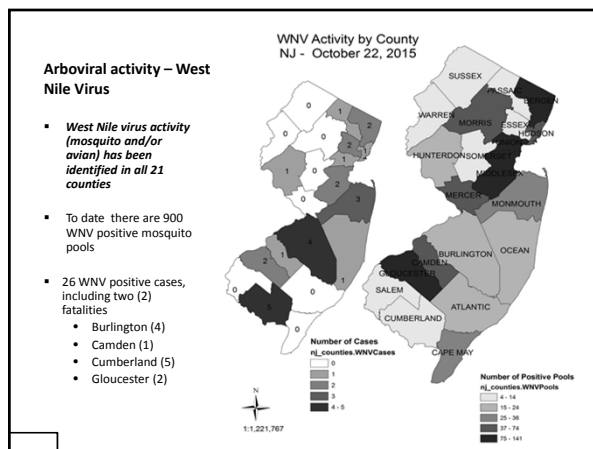 WNV Activity by County
NJ - October 22, 2015
Arboviral activity – West
Nile Virus
▪ West Nile virus activity
(mosquito and/or
avian) has been
identified in all 21
counties
▪ To date there are 900
WNV positive mosquito
pools
▪ 26 WNV positive cases,
including two (2)
fatalities
• Burlington (4)
• Camden (1)
• Cumberland (5)
• Gloucester (2)
0
1
2
0
0
2
1
1
1
0
2
0
3
4
1
2
1
0
0
5
0
Number of Cases
nj_counties.WNVCases
0
1
2
3
4 - 5
N
1:1,221,767
SUSSEX
PASSAIC
BERGEN
WARREN
MORRIS
ESSEX
HUDSON
UNION
HUNTERDON
SOMERSET
MIDDLESEX
MERCER
MONMOUTH
OCEAN
BURLINGTON
CAMDEN
GLOUCESTER
SALEM
ATLANTIC
CUMBERLAND
CAPE MAY
Number of Positive Pools
nj_counties.WNVPools
4 - 14
15 - 24
25 - 36
37 - 74
75 - 141